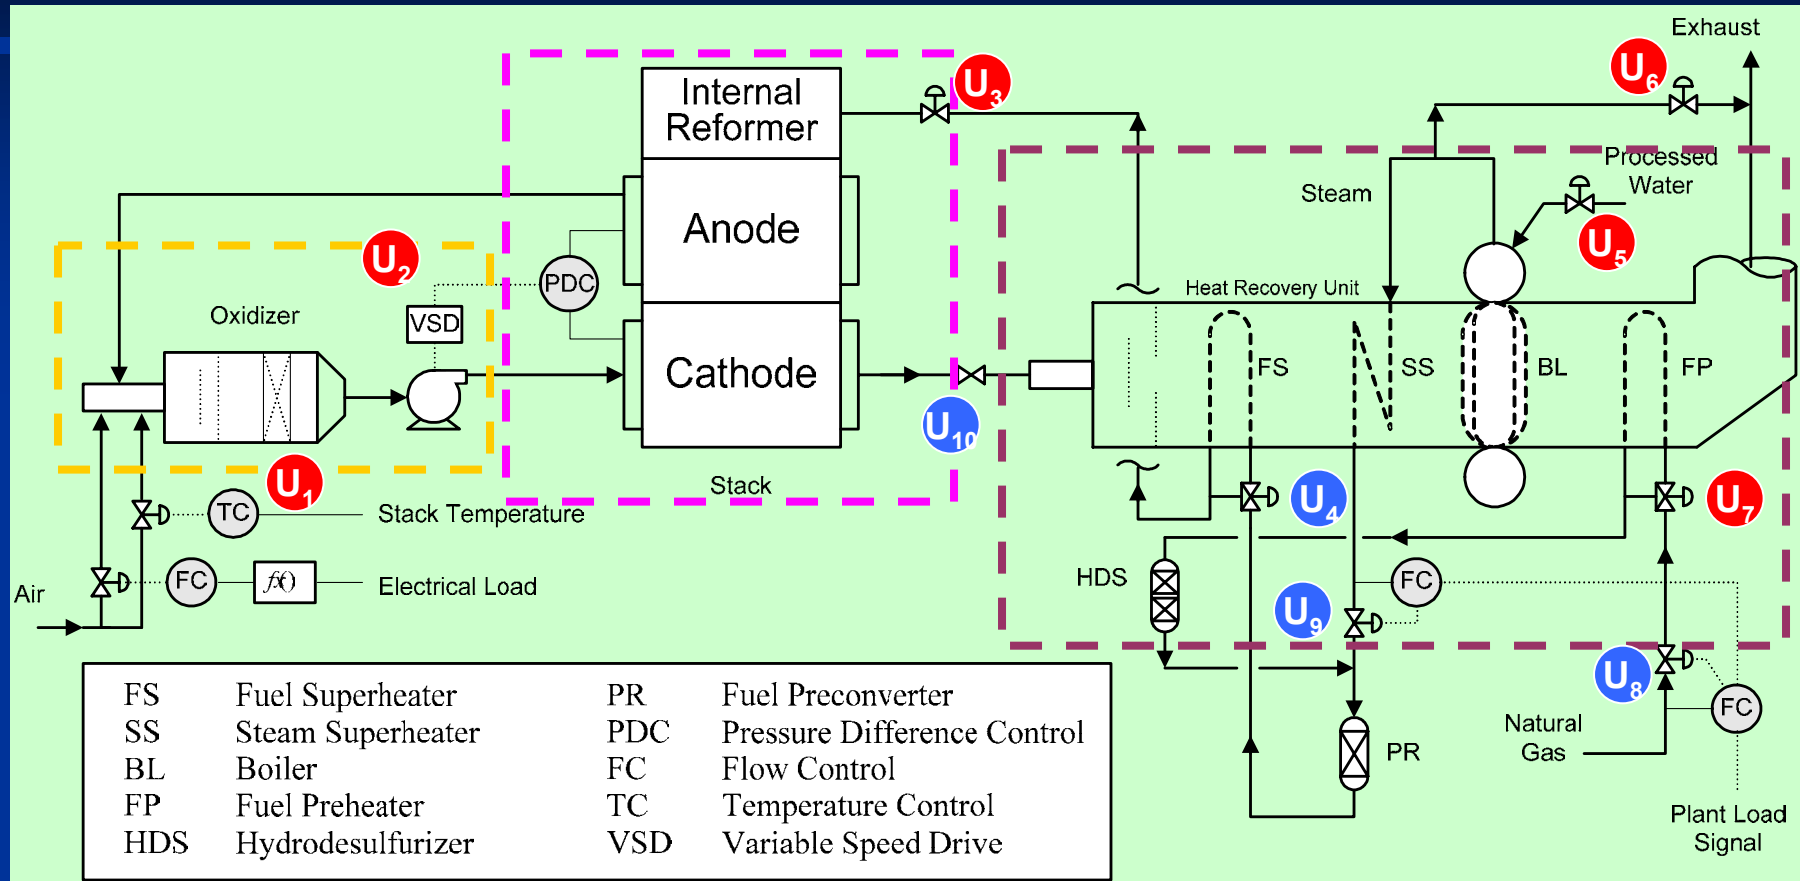 Exhaust
U6
U3
Internal
Reformer
Processed
Water
Steam
U5
Anode
U2
PDC
Heat Recovery Unit
Oxidizer
VSD
Cathode
FS
SS
BL
FP
U10
U1
Stack
U4
U7
TC
Stack Temperature
HDS
FC
FC
f(x)
Electrical Load
Air
U9
U8
FC
Natural
Gas
PR
Plant Load
Signal
FS Fuel Superheater PR Fuel Preconverter
SS Steam Superheater PDC Pressure Difference Control
BL Boiler FC Flow Control
FP Fuel Preheater TC Temperature Control
HDS Hydrodesulfurizer VSD Variable Speed Drive